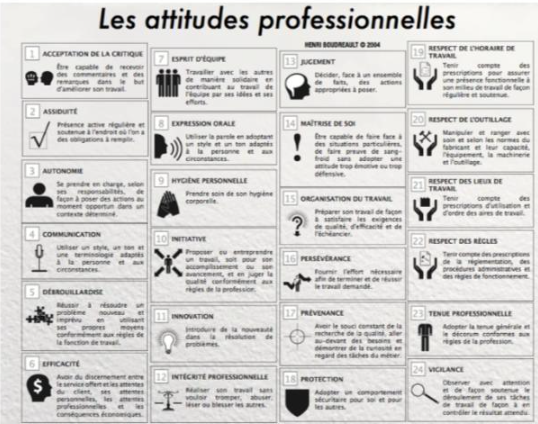 Les attitudes professionnelles
HENRI BOUDREAULT © 2004
1 ACCEPTATION DE LA CRITIQUE
Être capable de recevoir
des commentaires et des
remarques dans le but
d'améliorer son travail.
2 ASSIDUITÉ
Présence active régulière et
soutenue à l'endroit où l'on a
des obligations à remplir.
3 AUTONOMIE
Se prendre en charge, selon
ses responsabilités, de
façon à poser des actions au
moment opportun dans un
contexte déterminé.
4 COMMUNICATION
Utiliser un style, un ton et
une terminologie adaptés
à la personne et aux
circonstances.
5 DÉBROUILLARDISE
Réussir à résoudre un
problème nouveau et
imprévu en utilisant
ses propres moyens
conformément aux règles de
la fonction de travail.
6 EFFICACITÉ
Avoir du discernement entre
le service offert et les attentes
du client, ses attentes
personnelles, les attentes
professionnelles et les
conséquences économiques.
7 ESPRIT D'ÉQUIPE
Travailler avec les autres
de manière solidaire en
contribuant au travail de
l'équipe par ses idées et ses
efforts.
8 EXPRESSION ORALE
Utiliser la parole en adoptant
un style et un ton adaptés
à la personne et aux
circonstances.
9 HYGIÈNE PERSONNELLE
Prendre soin de son hygiène
corporelle.
10 INITIATIVE
Proposer ou entreprendre
un travail, soit pour son
accomplissement ou son
avancement, et en juger la
qualité conformément aux
règles de la profession.
11 INNOVATION
Introduire de la nouveauté
dans la résolution de
problèmes.
12 INTÉGRITÉ PROFESSIONNELLE
Réaliser son travail sans
vouloir tromper, abuser,
léser ou blesser les autres.
13 JUGEMENT
Décider, face à un ensemble
de faits, des actions
appropriées à poser.
14 MAÎTRISE DE SOI
Être capable de faire face à
des situations particulières,
de faire preuve de sang-
froid sans adopter une
attitude trop émotive ou trop
défensive.
15 ORGANISATION DU TRAVAIL
Préparer son travail de façon
à satisfaire les exigences
de qualité, d'efficacité et de
l'échéancier.
16 PERSÉVÉRANCE
Fournir l'effort nécessaire
afin de terminer et de réussir
le travail demandé.
17 PRÉVENANCE
Avoir le souci constant de la
recherche de la qualité, aller
au-devant des besoins et
démontrer de la curiosité en
regard des tâches du métier.
18 PROTECTION
Adopter un comportement
sécuritaire pour soi et pour
les autres.
19 RESPECT DE L'HORAIRE DE
TRAVAIL
Tenir compte des
prescriptions pour assurer
une présence fonctionnelle à
son milieu de travail de façon
régulière et soutenue.
20 RESPECT DE L'OUTILLAGE
Manipuler et ranger avec
soin et selon les normes du
fabricant et leur capacité,
l'équipement, la machinerie
et l'outillage.
21 RESPECT DES LIEUX DE
TRAVAIL
Tenir compte des
prescriptions d'utilisation et
d'ordre des aires de travail.
22 RESPECT DES RÈGLES
Tenir compte des prescriptions
de la réglementation, des
procédures administratives et
des règles de fonctionnement.
23 TENUE PROFESSIONNELLE
Adopter la tenue générale et
le décorum conformes aux
règles de la profession.
24 VIGILANCE
Observer avec attention
et de façon soutenue le
déroulement de ses tâches
de travail de façon à en
contrôler le résultat attendu.